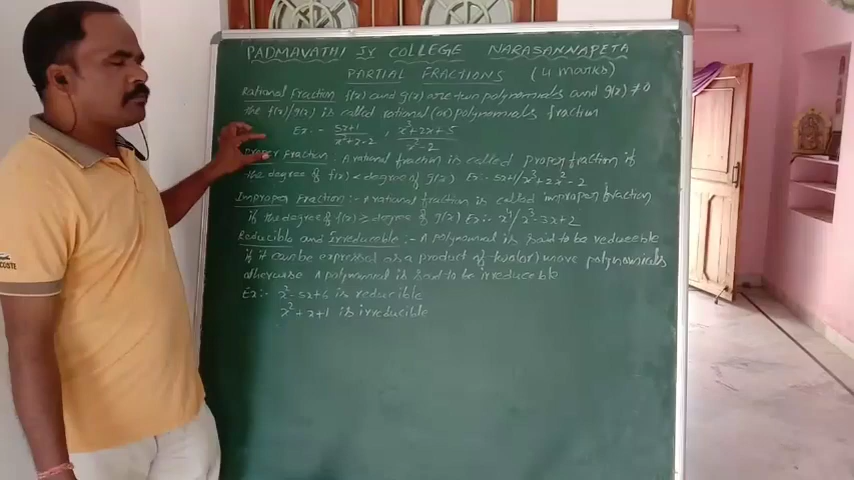 PADMAVATHI Jr COLLEGE NARASANNAPETA
PARTIAL FRACTIONS (4 marks)
Rational Fraction f(x) and g(x) are two polynomials and g(x) ≠ 0
the f(x)/g(x) is called rational (or) polynomials fraction
Ex:- 5x+1/x²+x-2 , x³+2x+5/x²-2
Proper Fraction:- A rational fraction is called proper fraction if
the degree of f(x) < degree of g(x) Ex:- 5x+1/x³+2x²-2
Improper Fraction:- A rational fraction is called improper fraction
if the degree of f(x) ≥ degree of g(x) Ex:- x⁴/x³-3x+2
Reducible and Irreduceble:- A polynomial is said to be reduceeble
if it can be expressed as a product of two(or) more polynomials
otherwise A polynomial is said to be irreduceeble
Ex:- x²-5x+6 is reducible
x²+x+1 is irreducible